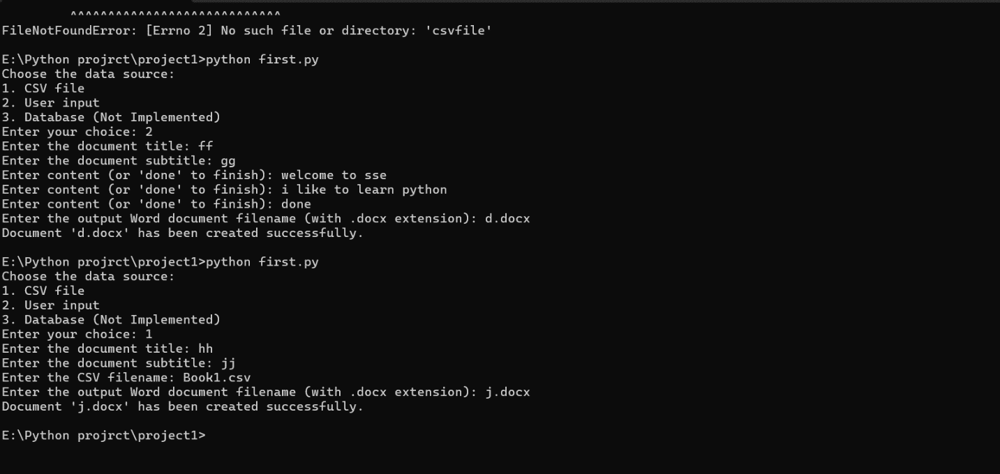 ^^^^^^^^^^^^^^^^^^^^^^^^^^^^
FileNotFoundError: [Errno 2] No such file or directory: 'csvfile'
E:\Python projrct\project1>python first.py
Choose the data source:
1. CSV file
2. User input
3. Database (Not Implemented)
Enter your choice: 2
Enter the document title: ff
Enter the document subtitle: gg
Enter content (or 'done' to finish): welcome to sse
Enter content (or 'done' to finish): i like to learn python
Enter content (or 'done' to finish): done
Enter the output Word document filename (with .docx extension): d.docx
Document 'd.docx' has been created successfully.
E:\Python projrct\project1>python first.py
Choose the data source:
1. CSV file
2. User input
3. Database (Not Implemented)
Enter your choice: 1
Enter the document title: hh
Enter the document subtitle: jj
Enter the CSV filename: Book1.csv
Enter the output Word document filename (with .docx extension): j.docx
Document 'j.docx' has been created successfully.
E:\Python projrct\project1>